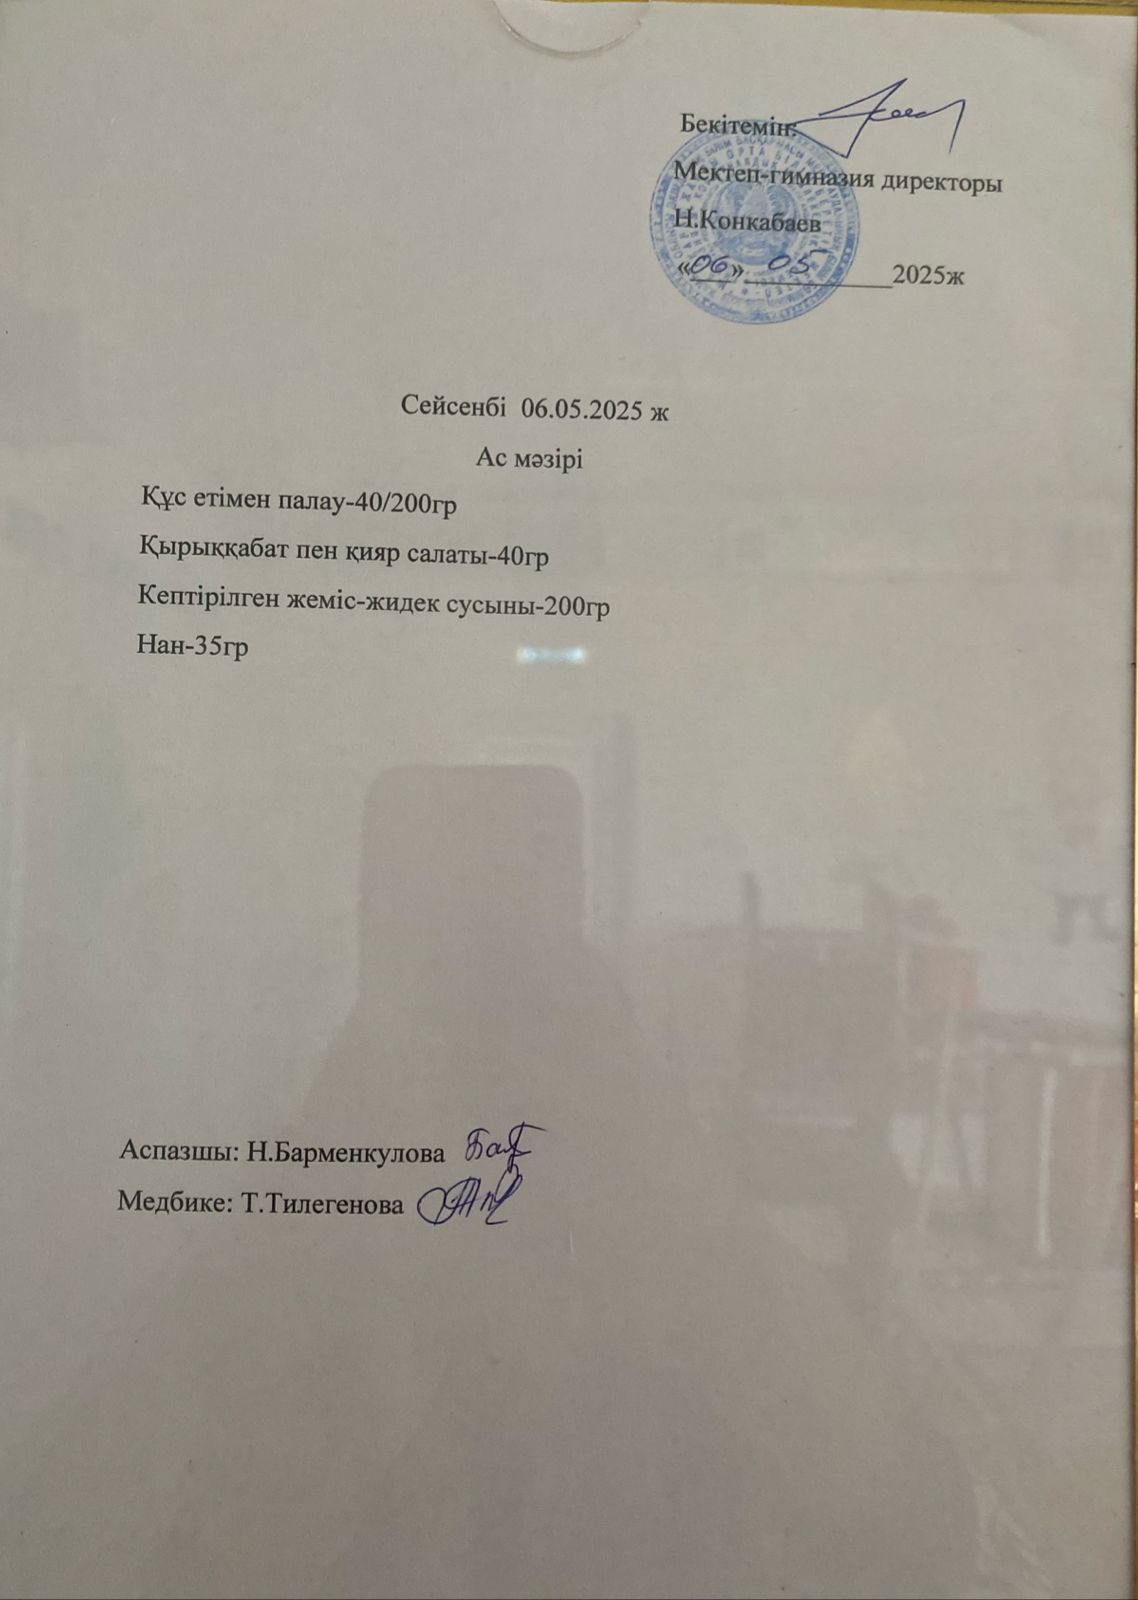 Бекітемін:
Мектеп-гимназия директоры
Н.Конкабаев
«06» 05 2025ж
Сейсенбі 06.05.2025 ж
Ас мәзірі
Құс етімен палау-40/200гр
Қырыққабат пен қияр салаты-40гр
Кептірілген жеміс-жидек сусыны-200гр
Нан-35гр
Аспазшы: Н.Барменкулова
Медбике: Т.Тилегенова